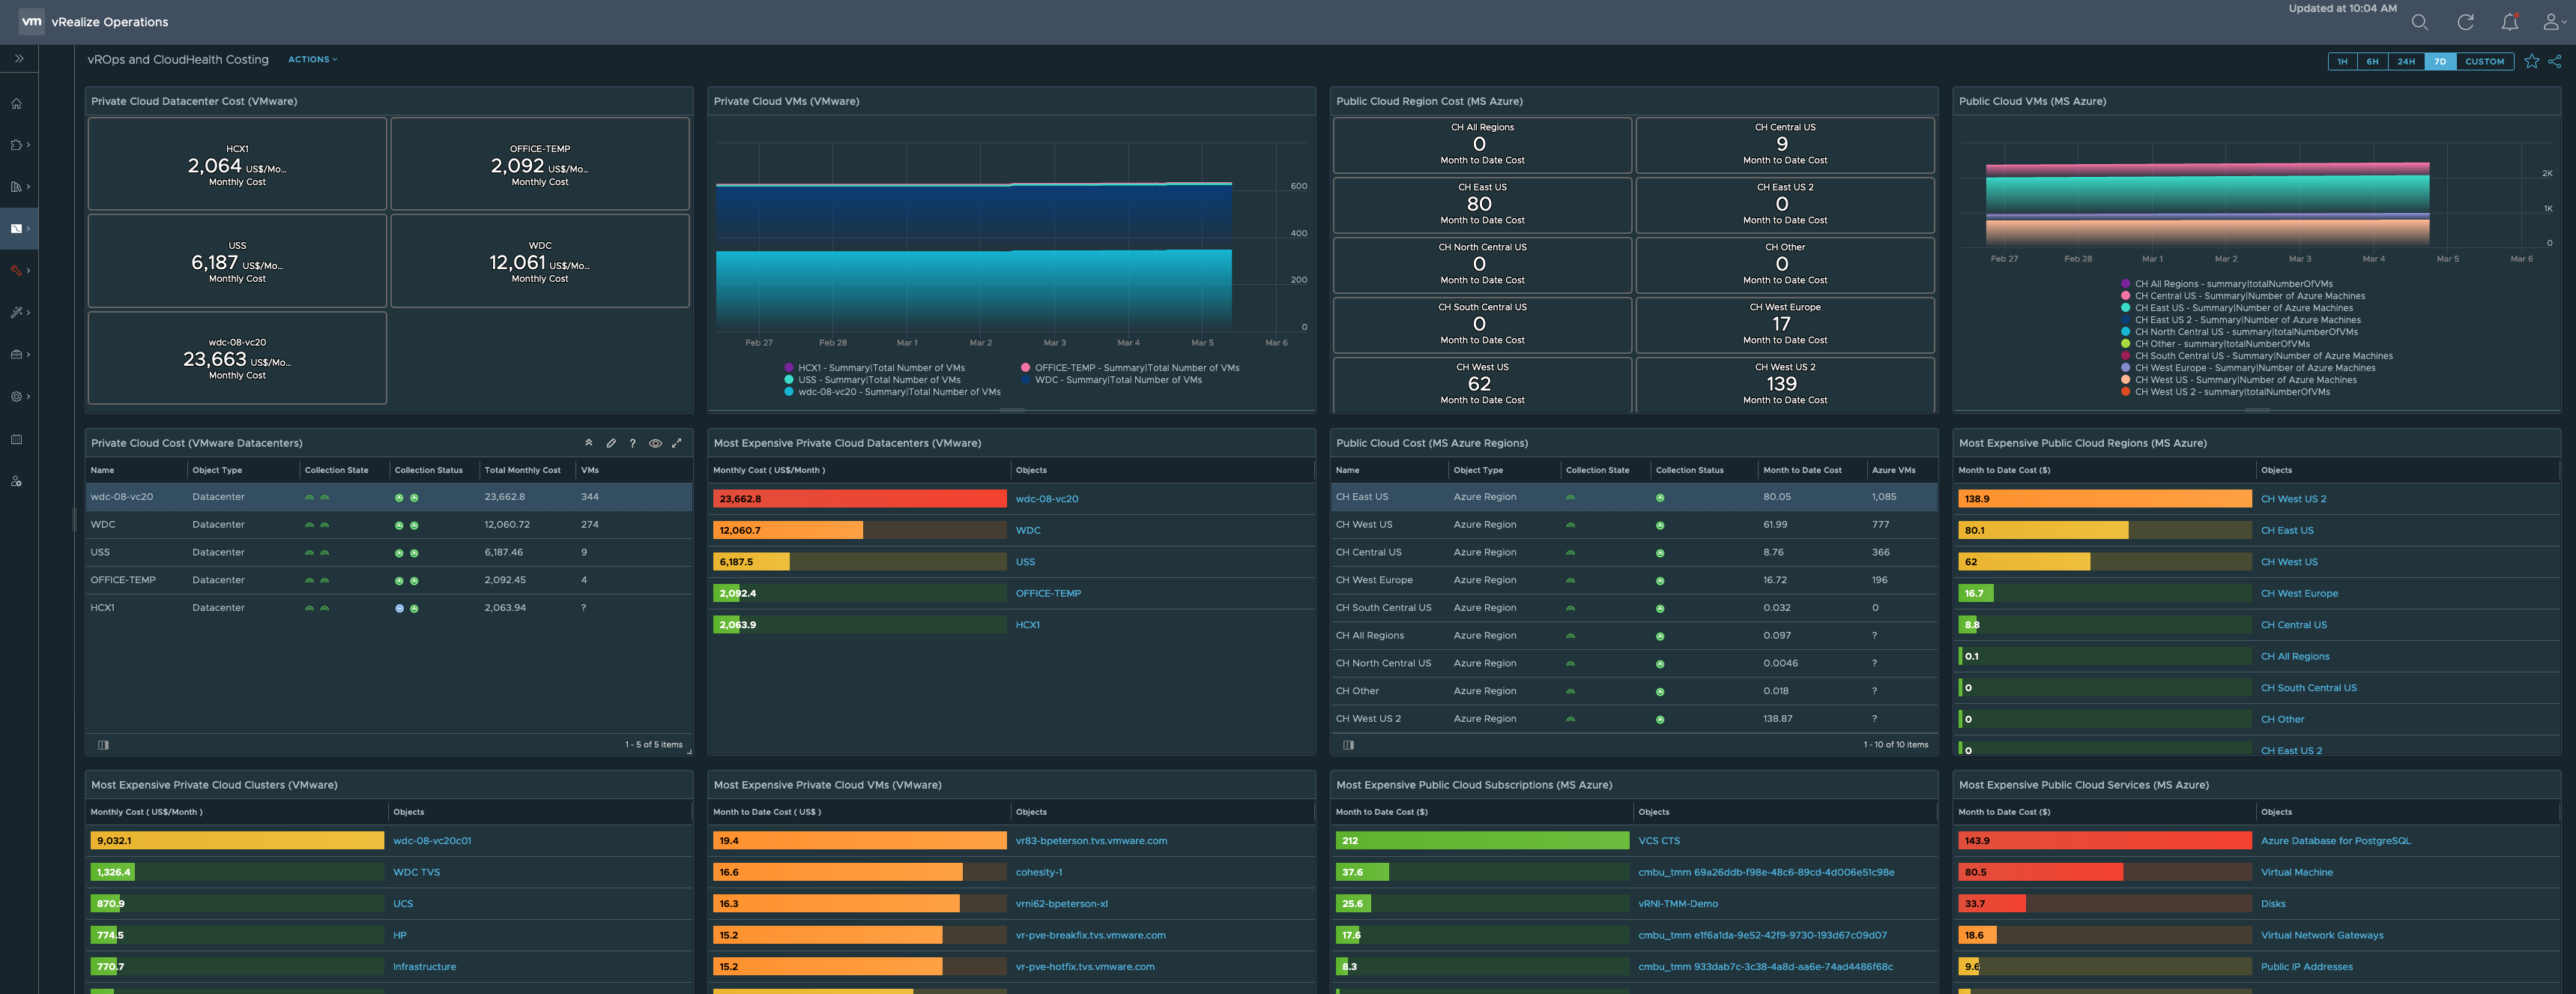 vm vRealize Operations
Updated at 10:04 AM
vROps and CloudHealth Costing
ACTIONS
1H 6H 24H 7D CUSTOM
Private Cloud Datacenter Cost (VMware)
HCX1
2,064 US$/Mo...
Monthly Cost
OFFICE-TEMP
2,092 US$/Mo...
Monthly Cost
USS
6,187 US$/Mo...
Monthly Cost
WDC
12,061 US$/Mo...
Monthly Cost
wdc-08-vc20
23,663 US$/Mo...
Monthly Cost
Private Cloud VMs (VMware)
600
400
200
0
Feb 27 Feb 28 Mar 1 Mar 2 Mar 3 Mar 4 Mar 5 Mar 6
HCX1 - Summary|Total Number of VMs
OFFICE-TEMP - Summary|Total Number of VMs
USS - Summary|Total Number of VMs
WDC - Summary|Total Number of VMs
wdc-08-vc20 - Summary|Total Number of VMs
Public Cloud Region Cost (MS Azure)
CH All Regions
0
Month to Date Cost
CH Central US
9
Month to Date Cost
CH East US
80
Month to Date Cost
CH East US 2
0
Month to Date Cost
CH North Central US
0
Month to Date Cost
CH Other
0
Month to Date Cost
CH South Central US
0
Month to Date Cost
CH West Europe
17
Month to Date Cost
CH West US
62
Month to Date Cost
CH West US 2
139
Month to Date Cost
Public Cloud VMs (MS Azure)
2K
1K
0
Feb 27 Feb 28 Mar 1 Mar 2 Mar 3 Mar 4 Mar 5 Mar 6
CH All Regions - summary|totalNumberOfVMs
CH Central US - Summary|Number of Azure Machines
CH East US - Summary|Number of Azure Machines
CH East US 2 - Summary|Number of Azure Machines
CH North Central US - summary|totalNumberOfVMs
CH Other - summary|totalNumberOfVMs
CH South Central US - Summary|Number of Azure Machines
CH West Europe - Summary|Number of Azure Machines
CH West US - Summary|Number of Azure Machines
CH West US 2 - summary|totalNumberOfVMs
Private Cloud Cost (VMware Datacenters)
Name Object Type Collection State Collection Status Total Monthly Cost VMs
wdc-08-vc20 Datacenter 23,662.8 344
WDC Datacenter 12,060.72 274
USS Datacenter 6,187.46 9
OFFICE-TEMP Datacenter 2,092.45 4
HCX1 Datacenter 2,063.94 ?
1 - 5 of 5 items
Most Expensive Private Cloud Datacenters (VMware)
Monthly Cost ( US$/Month ) Objects
23,662.8 wdc-08-vc20
12,060.7 WDC
6,187.5 USS
2,092.4 OFFICE-TEMP
2,063.9 HCX1
Public Cloud Cost (MS Azure Regions)
Name Object Type Collection State Collection Status Month to Date Cost Azure VMs
CH East US Azure Region 80.05 1,085
CH West US Azure Region 61.99 777
CH Central US Azure Region 8.76 366
CH West Europe Azure Region 16.72 196
CH South Central US Azure Region 0.032 0
CH All Regions Azure Region 0.097 ?
CH North Central US Azure Region 0.0046 ?
CH Other Azure Region 0.018 ?
CH West US 2 Azure Region 138.87 ?
1 - 10 of 10 items
Most Expensive Public Cloud Regions (MS Azure)
Month to Date Cost ($) Objects
138.9 CH West US 2
80.1 CH East US
62 CH West US
16.7 CH West Europe
8.8 CH Central US
0.1 CH All Regions
0 CH South Central US
0 CH Other
0 CH East US 2
Most Expensive Private Cloud Clusters (VMware)
Monthly Cost ( US$/Month ) Objects
9,032.1 wdc-08-vc20c01
1,326.4 WDC TVS
870.9 UCS
774.5 HP
770.7 Infrastructure
Most Expensive Private Cloud VMs (VMware)
Month to Date Cost ( US$ ) Objects
19.4 vr83-bpeterson.tvs.vmware.com
16.6 cohesity-1
16.3 vrni62-bpeterson-xl
15.2 vr-pve-breakfix.tvs.vmware.com
15.2 vr-pve-hotfix.tvs.vmware.com
Most Expensive Public Cloud Subscriptions (MS Azure)
Month to Date Cost ($) Objects
212 VCS CTS
37.6 cmbu_tmm 69a26ddb-f98e-48c6-89cd-4d006e51c98e
25.6 vRNI-TMM-Demo
17.6 cmbu_tmm e1f6a1da-9e52-42f9-9730-193d67c09d07
8.3 cmbu_tmm 933dab7c-3c38-4a8d-aa6e-74ad4486f68c
Most Expensive Public Cloud Services (MS Azure)
Month to Date Cost ($) Objects
143.9 Azure Database for PostgreSQL
80.5 Virtual Machine
33.7 Disks
18.6 Virtual Network Gateways
9.6 Public IP Addresses